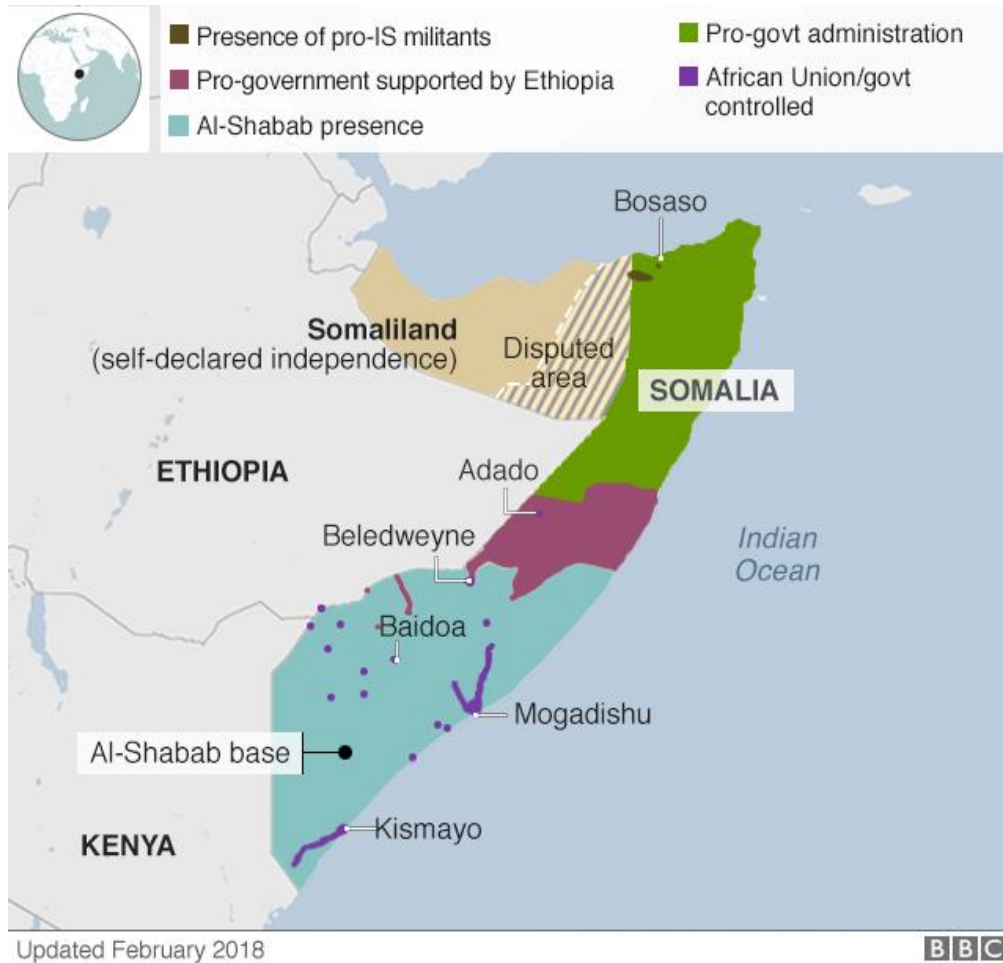 Presence of pro-IS militants
Pro-government supported by Ethiopia
Al-Shabab presence
Pro-govt administration
African Union/govt
controlled
Bosaso
Somaliland
(self-declared independence)
Disputed
area
SOMALIA
ETHIOPIA
Adado
Beledweyne
Indian
Ocean
Baidoa
Mogadishu
Al-Shabab base
Kismayo
KENYA
Updated February 2018
BBC